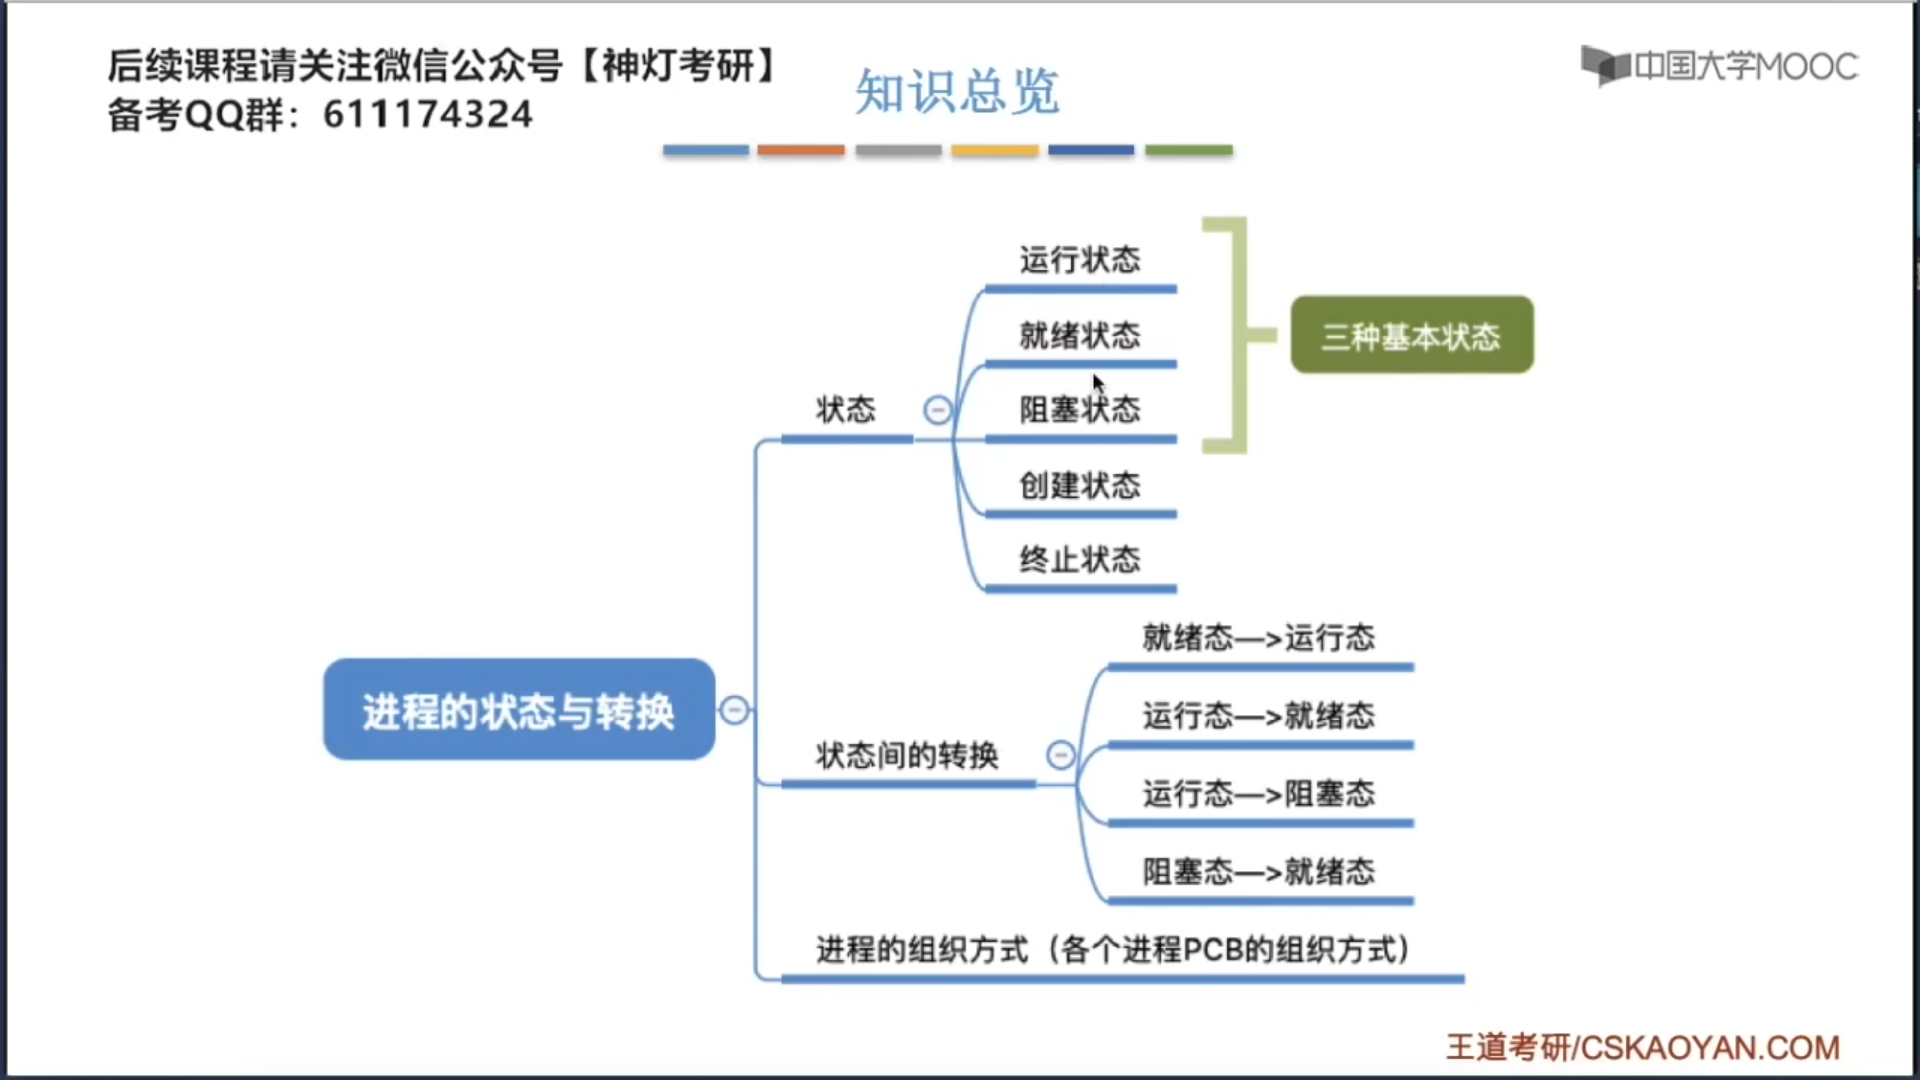 后续课程请关注微信公众号【神灯考研】
备考QQ群：611174324
知识总览
中国大学MOOC
运行状态
就绪状态
三种基本状态
状态
阻塞状态
创建状态
终止状态
就绪态—>运行态
进程的状态与转换
运行态—>就绪态
状态间的转换
运行态—>阻塞态
阻塞态—>就绪态
进程的组织方式（各个进程PCB的组织方式）
王道考研/CSKAOYAN.COM